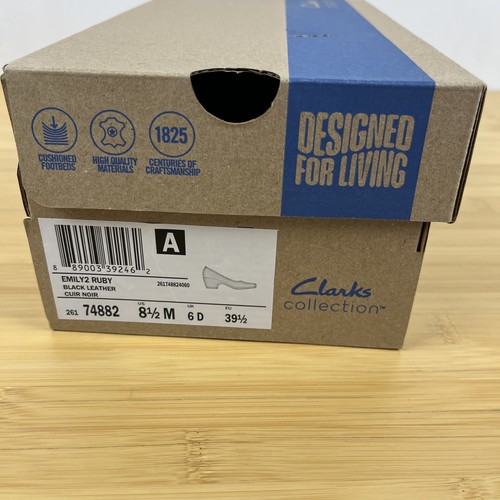 CUSHIONED
FOOTBEDS
HIGH QUALITY
MATERIALS
1825
CENTURIES OF
CRAFTSMANSHIP
DESIGNED
FOR LIVING
8 89003 39246 2
A
EMILY2 RUBY
BLACK LEATHER
CUIR NOIR
261748824060
261 74882
US
8½ M
UK
6 D
EU
39½
Clarks
collection™